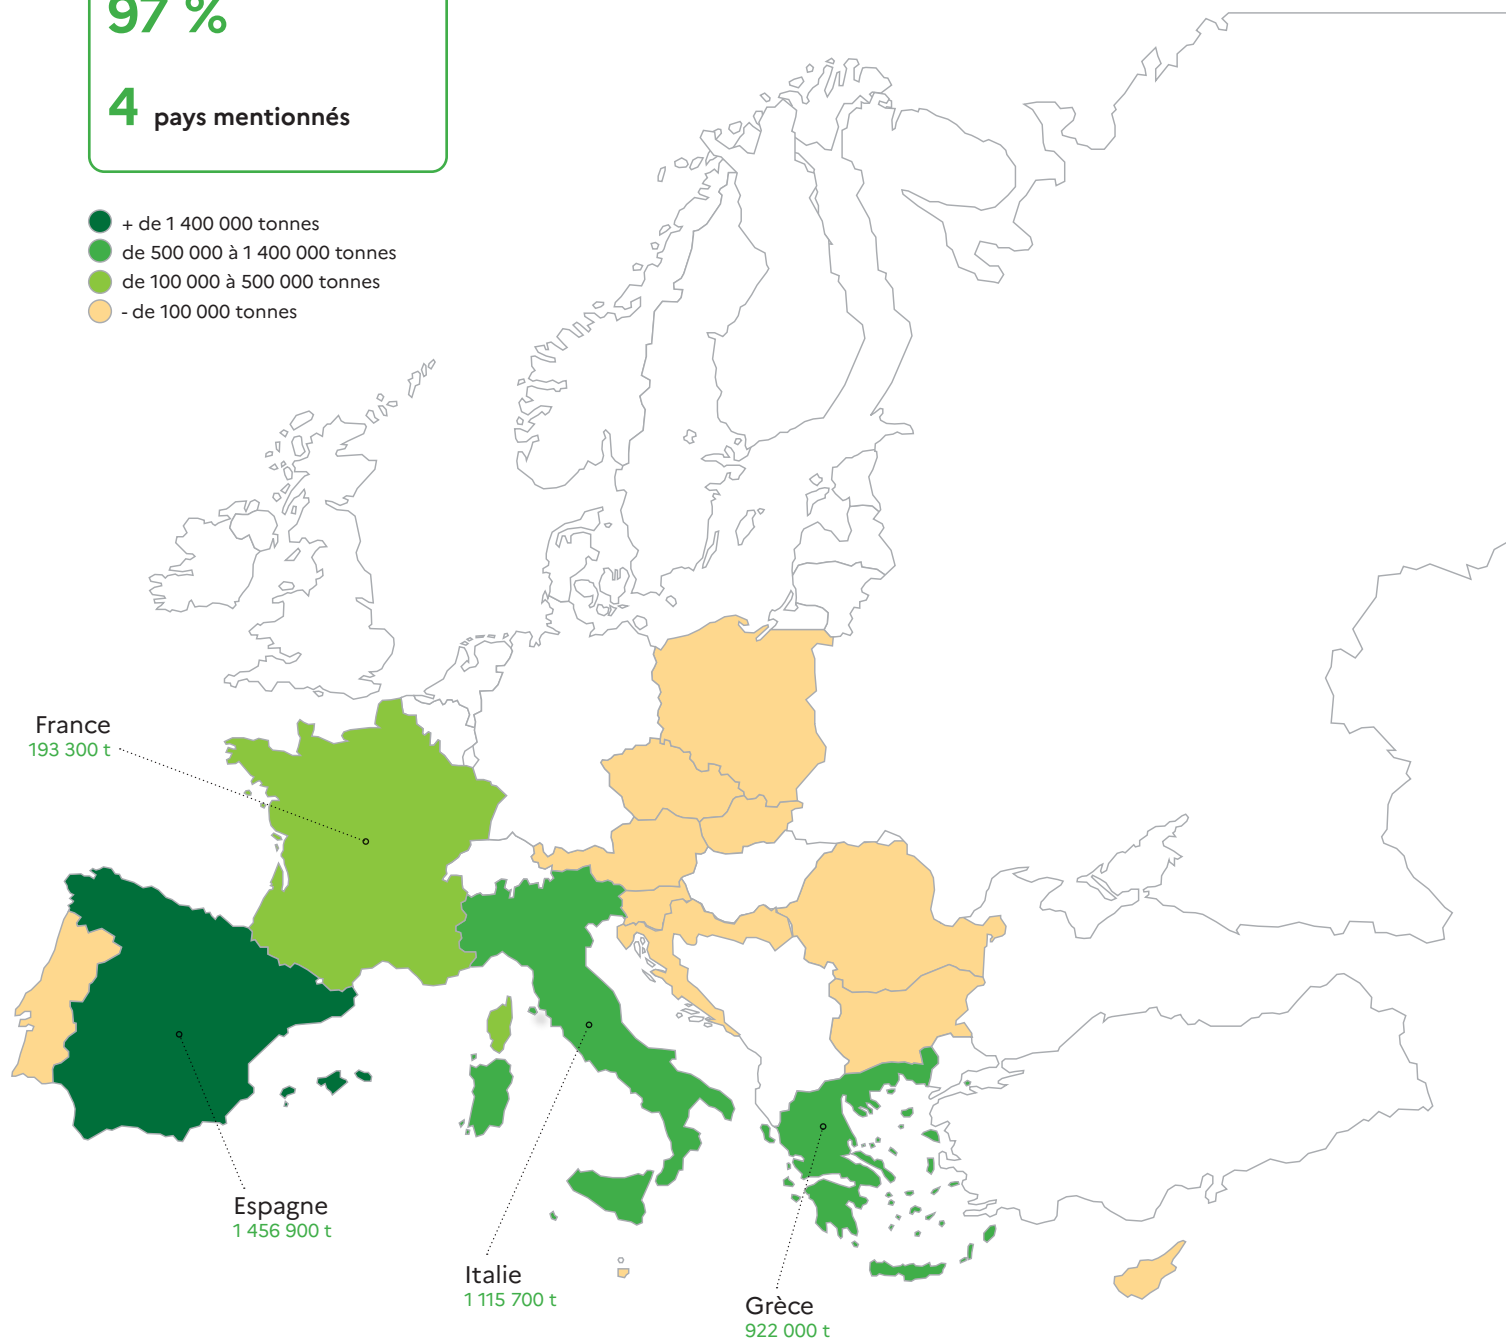 97 %
4 pays mentionnés
+ de 1 400 000 tonnes
de 500 000 à 1 400 000 tonnes
de 100 000 à 500 000 tonnes
- de 100 000 tonnes
France
193 300 t
Espagne
1 456 900 t
Italie
1 115 700 t
Grèce
922 000 t